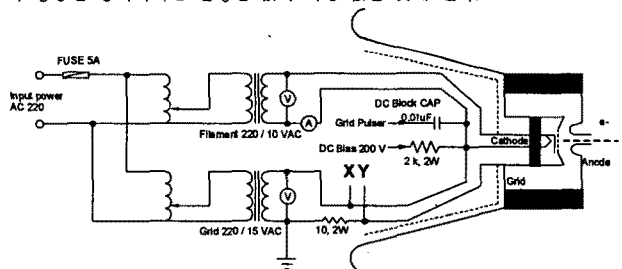 FUSE 5A
Input power
AC 220
V
A
Filament 220 / 10 VAC
DC Block CAP
Grid Pulser
0.01uF
DC Bias 200 V
2 k, 2W
Cathode
e-
Anode
Grid
X Y
V
10, 2W
Grid 220 / 15 VAC